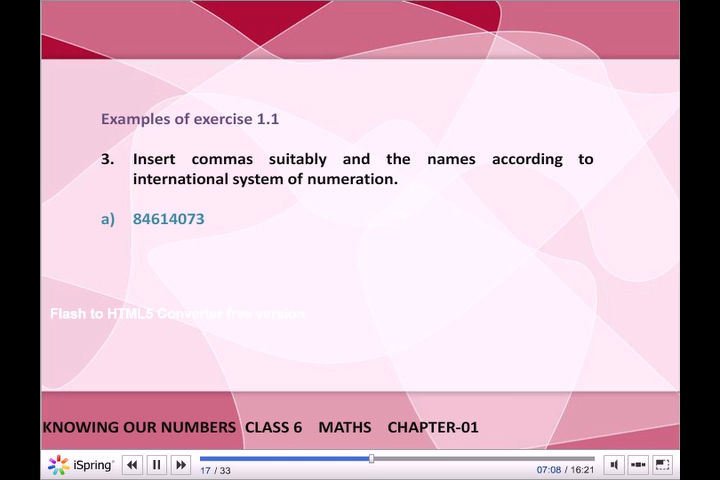 Examples of exercise 1.1
3. Insert commas suitably and the names according to
international system of numeration.
a) 84614073
Flash to HTML5 Converter free version
KNOWING OUR NUMBERS CLASS 6 MATHS CHAPTER-01
iSpring
17 / 33
07:08 / 16:21